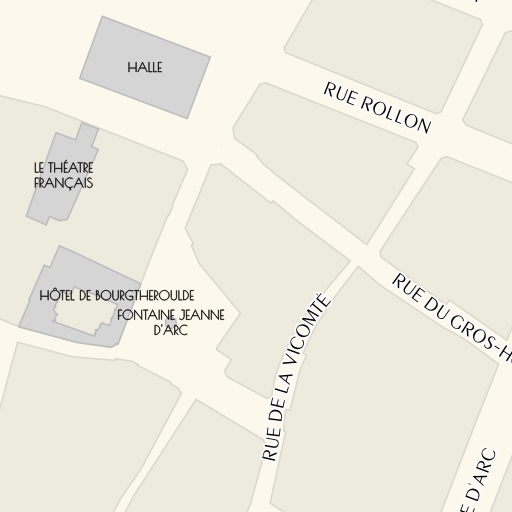 HALLE
RUE ROLLON
LE THÉATRE
FRANÇAIS
HÔTEL DE BOURGTHEROULDE
FONTAINE JEANNE
D'ARC
RUE DE LA VICOMTÉ
RUE DU GROS-H
E D'ARC